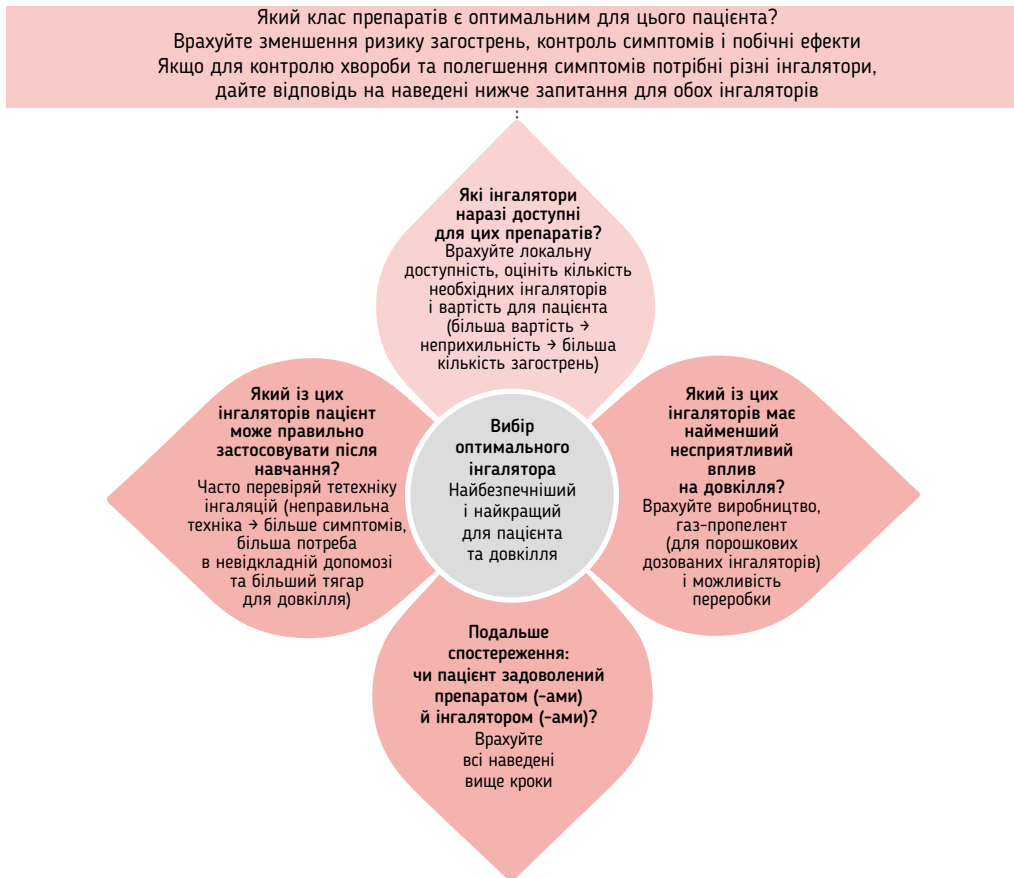 Який клас препаратів є оптимальним для цього пацієнта?
Врахуйте зменшення ризику загострень, контроль симптомів і побічні ефекти
Якщо для контролю хвороби та полегшення симптомів потрібні різні інгалятори,
дайте відповідь на наведені нижче запитання для обох інгаляторів
Які інгалятори
наразі доступні
для цих препаратів?
Врахуйте локальну
доступність, оцініть кількість
необхідних інгаляторів
і вартість для пацієнта
(більша вартість →
неприхильність → більша
кількість загострень)
Який із цих
інгаляторів пацієнт
може правильно
застосовувати після
навчання?
Часто перевіряй тетехніку
інгаляцій (неправильна
техніка → більше симптомів,
більша потреба
в невідкладній допомозі
та більший тягар
для довкілля)
Вибір
оптимального
інгалятора
Найбезпечніший
і найкращий
для пацієнта
та довкілля
Який із цих
інгаляторів має
найменший
несприятливий
вплив
на довкілля?
Врахуйте виробництво,
газ-пропелент
(для порошкових
дозованих інгаляторів)
і можливість
переробки
Подальше
спостереження:
чи пацієнт задоволений
препаратом (-ами)
й інгалятором (-ами)?
Врахуйте
всі наведені
вище кроки